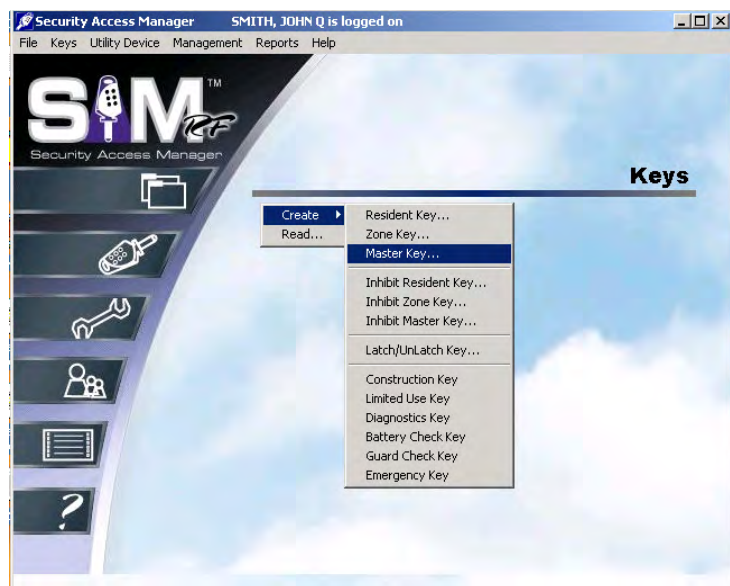 Security Access Manager SMITH, JOHN Q is logged on
File Keys Utility Device Management Reports Help
SAM TM
RF
Security Access Manager
Keys
Create
Read...
Resident Key...
Zone Key...
Master Key...
Inhibit Resident Key...
Inhibit Zone Key...
Inhibit Master Key...
Latch/UnLatch Key...
Construction Key
Limited Use Key
Diagnostics Key
Battery Check Key
Guard Check Key
Emergency Key
?